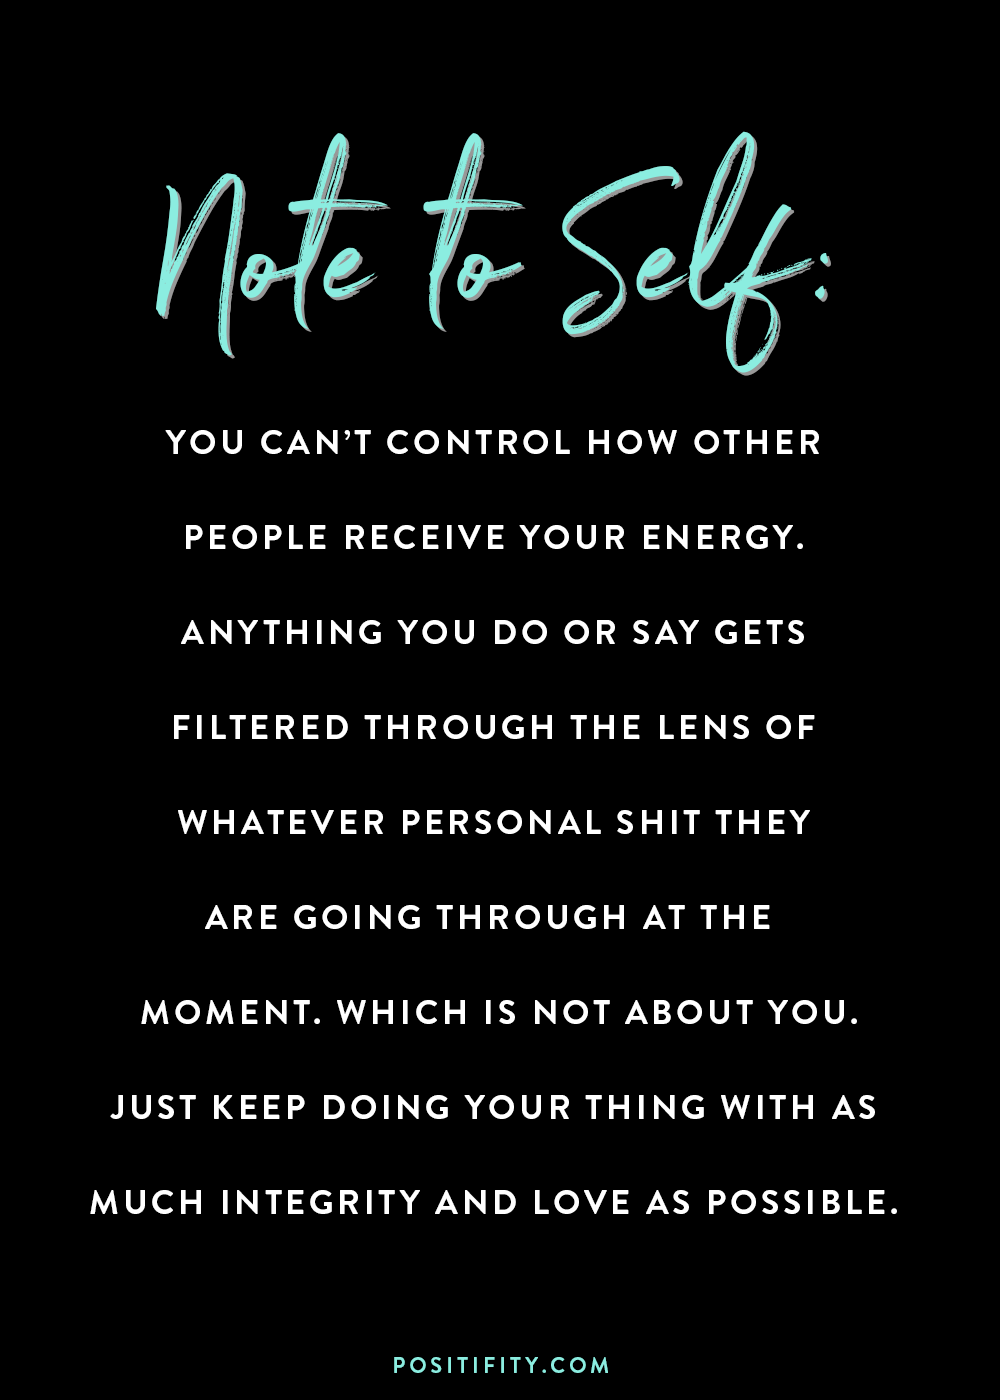 Note to Self:
YOU CAN’T CONTROL HOW OTHER
PEOPLE RECEIVE YOUR ENERGY.
ANYTHING YOU DO OR SAY GETS
FILTERED THROUGH THE LENS OF
WHATEVER PERSONAL SHIT THEY
ARE GOING THROUGH AT THE
MOMENT. WHICH IS NOT ABOUT YOU.
JUST KEEP DOING YOUR THING WITH AS
MUCH INTEGRITY AND LOVE AS POSSIBLE.
POSITIFITY.COM